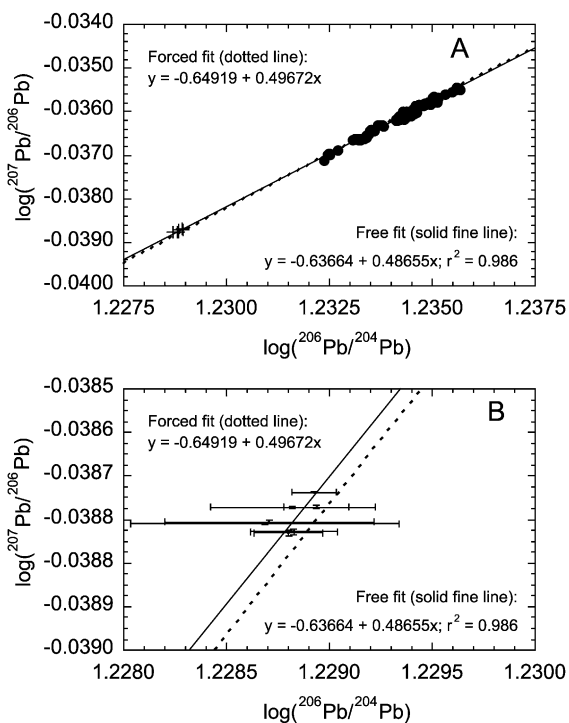 A
Forced fit (dotted line):
y = -0.64919 + 0.49672x
Free fit (solid fine line):
y = -0.63664 + 0.48655x; r² = 0.986
log(²⁰⁷Pb/²⁰⁶Pb)
-0.0340
-0.0350
-0.0360
-0.0370
-0.0380
-0.0390
-0.0400
1.2275 1.2300 1.2325 1.2350 1.2375
log(²⁰⁶Pb/²⁰⁴Pb)
B
Forced fit (dotted line):
y = -0.64919 + 0.49672x
Free fit (solid fine line):
y = -0.63664 + 0.48655x; r² = 0.986
log(²⁰⁷Pb/²⁰⁶Pb)
-0.0385
-0.0386
-0.0387
-0.0388
-0.0388
-0.0389
-0.0390
1.2280 1.2285 1.2290 1.2295 1.2300
log(²⁰⁶Pb/²⁰⁴Pb)